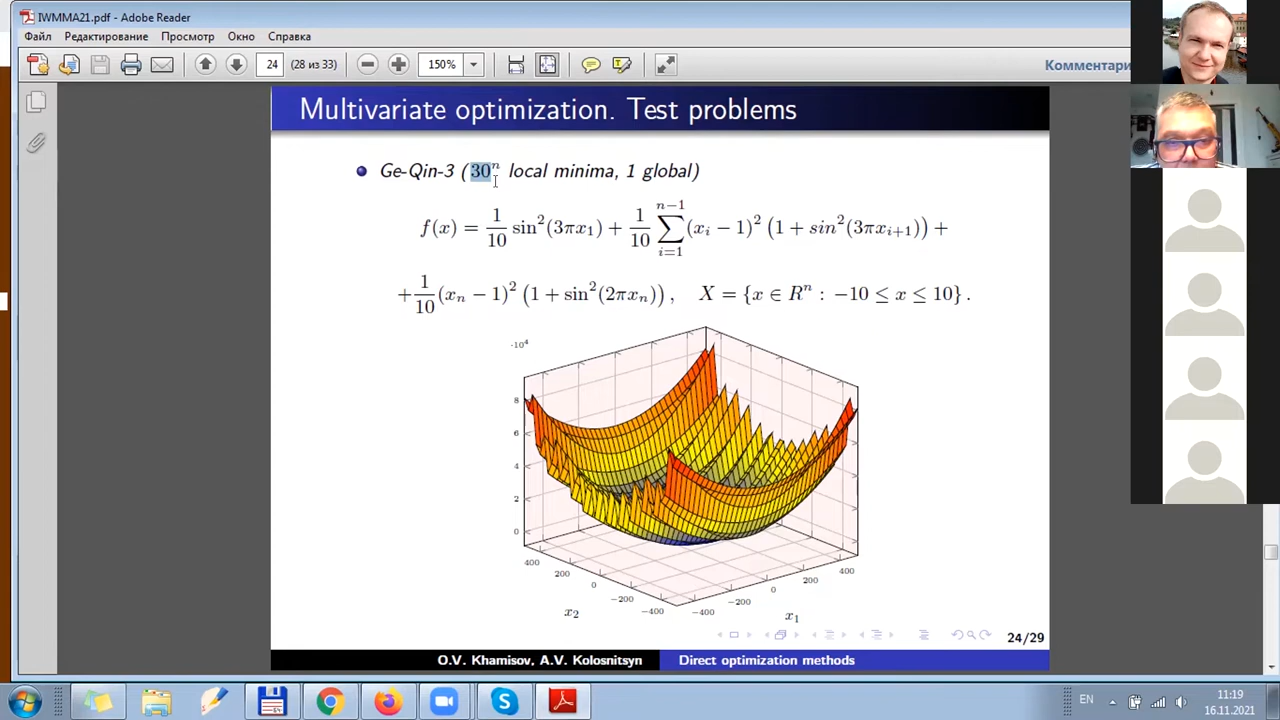 IWMMA21.pdf - Adobe Reader
Файл Редактирование Просмотр Окно Справка
24 (28 из 33) 150% Комментари
Multivariate optimization. Test problems
Ge-Qin-3 (30ⁿ local minima, 1 global)
f(x) = 1/10 sin²(3πx₁) + 1/10 ∑ᵢ₌₁ⁿ⁻¹ (xᵢ − 1)² (1 + sin²(3πxᵢ₊₁)) +
+ 1/10 (xₙ − 1)² (1 + sin²(2πxₙ)), X = {x ∈ Rⁿ : −10 ≤ x ≤ 10}.
·10⁴
8
6
4
2
0
400 200 0 −200 −400
−400 −200 0 200 400
x₂ x₁
24/29
O.V. Khamisov, A.V. Kolosnitsyn Direct optimization methods
EN 11:19
16.11.2021